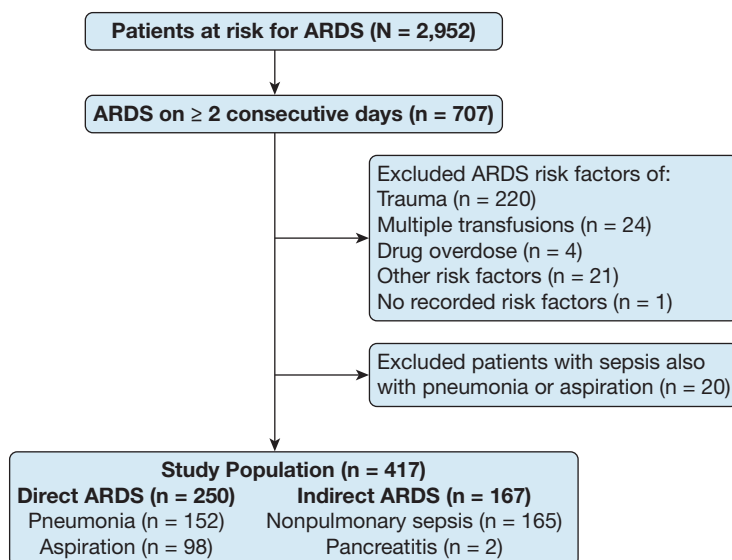 Patients at risk for ARDS (N = 2,952)
ARDS on ≥ 2 consecutive days (n = 707)
Excluded ARDS risk factors of:
Trauma (n = 220)
Multiple transfusions (n = 24)
Drug overdose (n = 4)
Other risk factors (n = 21)
No recorded risk factors (n = 1)
Excluded patients with sepsis also
with pneumonia or aspiration (n = 20)
Study Population (n = 417)
Direct ARDS (n = 250)
Pneumonia (n = 152)
Aspiration (n = 98)
Indirect ARDS (n = 167)
Nonpulmonary sepsis (n = 165)
Pancreatitis (n = 2)